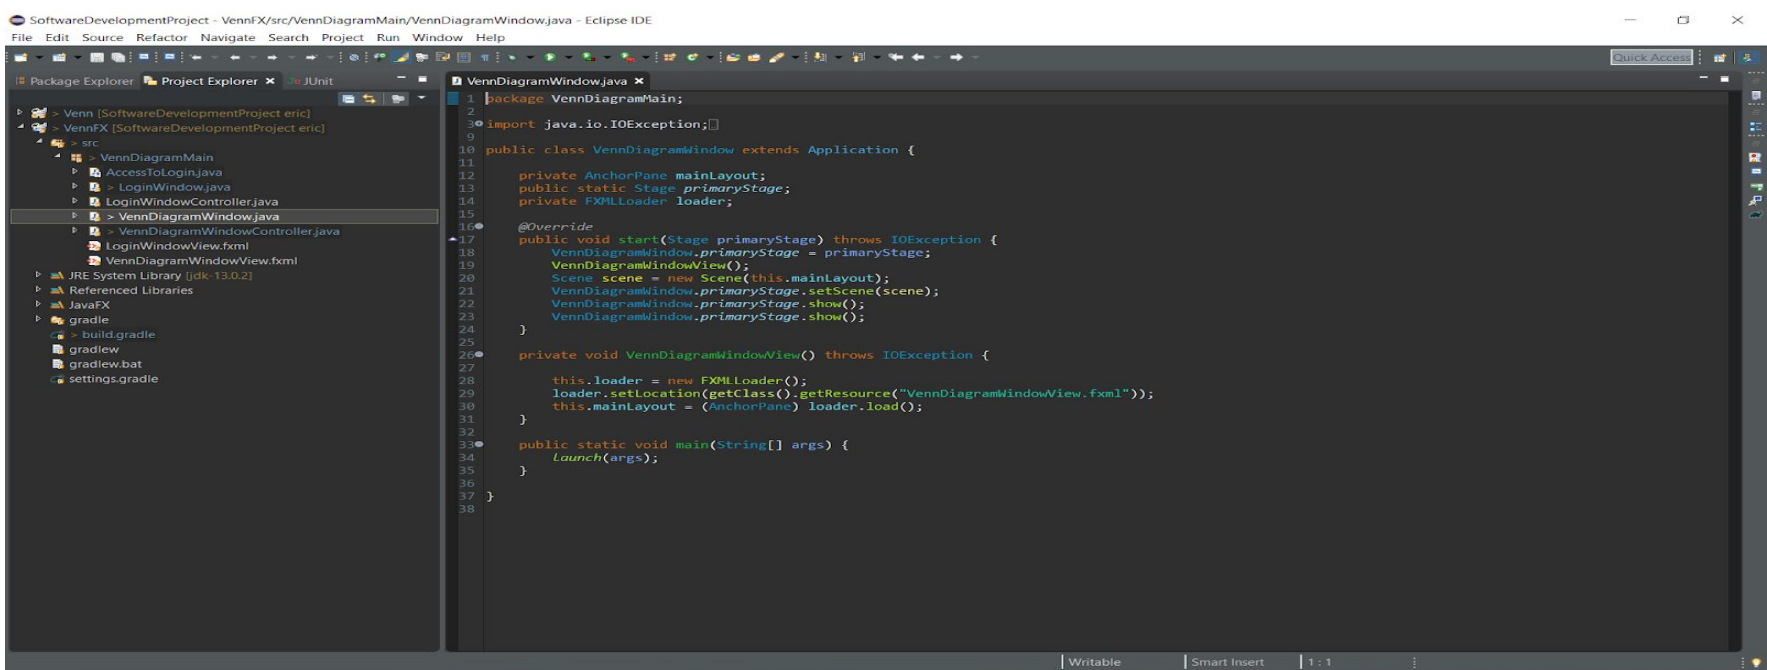 SoftwareDevelopmentProject - VennFX/src/VennDiagramMain/VennDiagramWindow.java - Eclipse IDE
File Edit Source Refactor Navigate Search Project Run Window Help
Quick Access
Package Explorer Project Explorer JUnit
VennDiagramWindow.java
> Venn [SoftwareDevelopmentProject eric]
> VennFX [SoftwareDevelopmentProject eric]
> src
> VennDiagramMain
AccessToLogin.java
> LoginWindow.java
LoginWindowController.java
> VennDiagramWindow.java
> VennDiagramWindowController.java
LoginWindowView.fxml
VennDiagramWindowView.fxml
JRE System Library [jdk-13.0.2]
Referenced Libraries
JavaFX
gradle
> build.gradle
gradlew
gradlew.bat
settings.gradle
1 package VennDiagramMain;
2
3 import java.io.IOException;
9
10 public class VennDiagramWindow extends Application {
11
12 private AnchorPane mainLayout;
13 public static Stage primaryStage;
14 private FXMLLoader loader;
15
16 @Override
17 public void start(Stage primaryStage) throws IOException {
18 VennDiagramWindow.primaryStage = primaryStage;
19 VennDiagramWindowView();
20 Scene scene = new Scene(this.mainLayout);
21 VennDiagramWindow.primaryStage.setScene(scene);
22 VennDiagramWindow.primaryStage.show();
23 VennDiagramWindow.primaryStage.show();
24 }
25
26 private void VennDiagramWindowView() throws IOException {
27
28 this.loader = new FXMLLoader();
29 loader.setLocation(getClass().getResource("VennDiagramWindowView.fxml"));
30 this.mainLayout = (AnchorPane) loader.load();
31 }
32
33 public static void main(String[] args) {
34 launch(args);
35 }
36
37 }
38
Writable Smart Insert 1 : 1